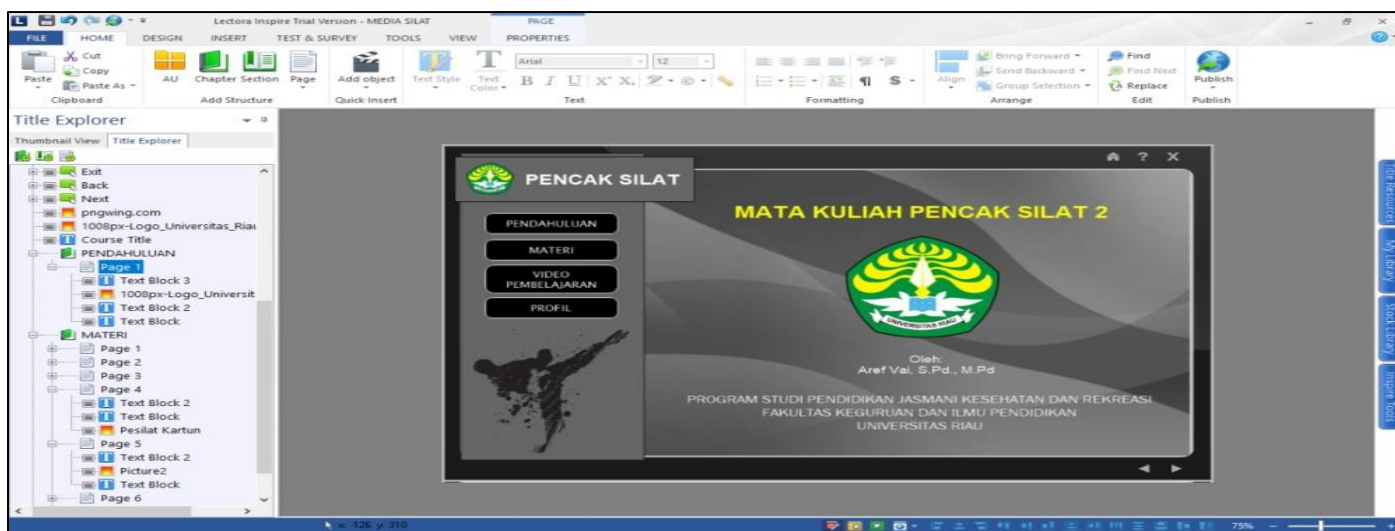 Lectora Inspire Trial Version - MEDIA SILAT
PAGE
FILE HOME DESIGN INSERT TEST & SURVEY TOOLS VIEW PROPERTIES
Paste
Cut
Copy
Paste As
Clipboard
AU Chapter Section Page
Add Structure
Add object
Quick Insert
Text Style
Text Color
Arial 12
B I U X² X₂
Text
Formatting
Align
Bring Forward
Send Backward
Group Selection
Arrange
Find
Find Next
Replace
Edit
Publish
Publish
Title Explorer
Thumbnail View Title Explorer
Exit
Back
Next
pngwing.com
1008px-Logo_Universitas_Riau
Course Title
PENDAHULUAN
Page 1
Text Block 3
1008px-Logo_Universit
Text Block 2
Text Block
MATERI
Page 1
Page 2
Page 3
Page 4
Text Block 2
Text Block
Pesilat Kartun
Page 5
Text Block 2
Picture2
Text Block
Page 6
PENCAK SILAT
PENDAHULUAN
MATERI
VIDEO
PEMBELAJARAN
PROFIL
? X
MATA KULIAH PENCAK SILAT 2
UNIVERSITAS RIAU
Oleh:
Aref Vai, S.Pd., M.Pd
PROGRAM STUDI PENDIDIKAN JASMANI KESEHATAN DAN REKREASI
FAKULTAS KEGURUAN DAN ILMU PENDIDIKAN
UNIVERSITAS RIAU
Title Resources
My Library
Stock Library
Inspire Tools
x: -126 y: 310
75%